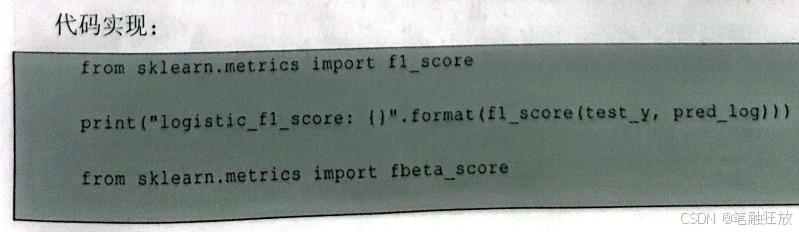 代码实现：
from sklearn.metrics import f1_score
print("logistic_f1_score: {}".format(f1_score(test_y, pred_log)))
from sklearn.metrics import fbeta_score
CSDN @笔触狂放